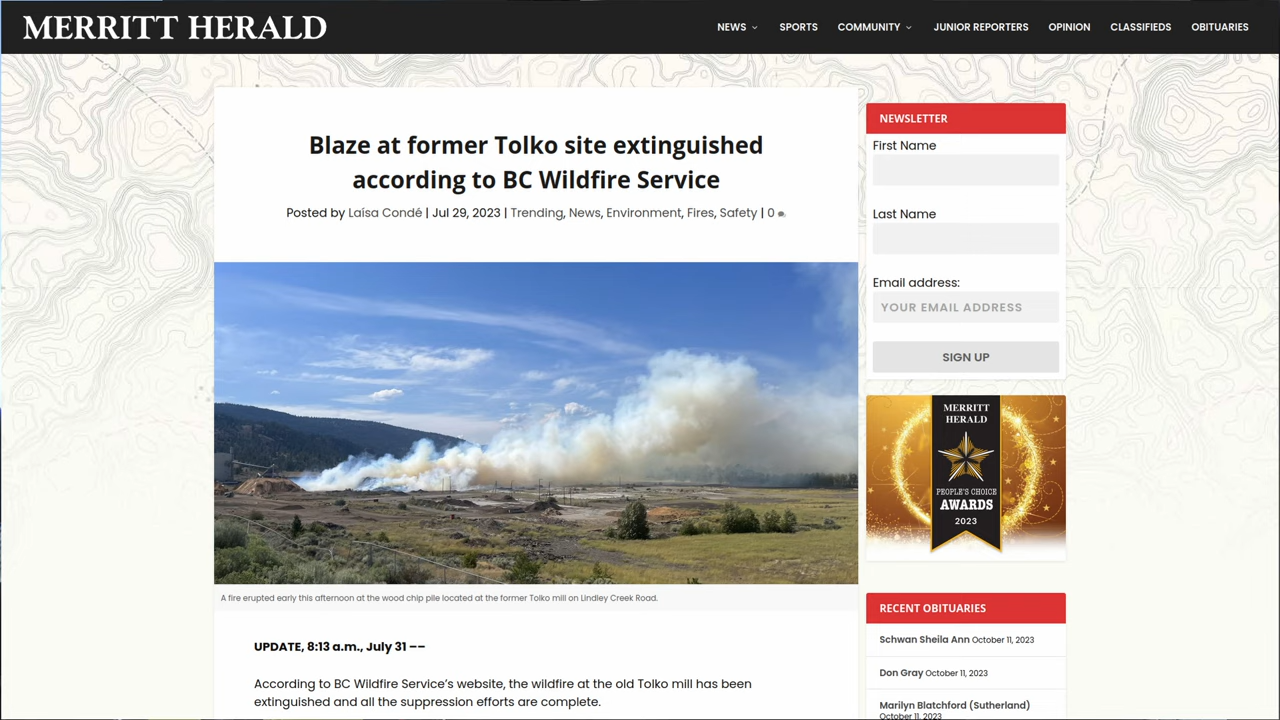 MERRITT HERALD
NEWS SPORTS COMMUNITY JUNIOR REPORTERS OPINION CLASSIFIEDS OBITUARIES
Blaze at former Tolko site extinguished
according to BC Wildfire Service
Posted by Laísa Condé | Jul 29, 2023 | Trending, News, Environment, Fires, Safety | 0
A fire erupted early this afternoon at the wood chip pile located at the former Tolko mill on Lindley Creek Road.
UPDATE, 8:13 a.m., July 31 ––
According to BC Wildfire Service’s website, the wildfire at the old Tolko mill has been
extinguished and all the suppression efforts are complete.
NEWSLETTER
First Name
Last Name
Email address:
YOUR EMAIL ADDRESS
SIGN UP
MERRITT
HERALD
PEOPLE'S CHOICE
AWARDS
2023
RECENT OBITUARIES
Schwan Sheila Ann October 11, 2023
Don Gray October 11, 2023
Marilyn Blatchford (Sutherland)
October 11, 2023